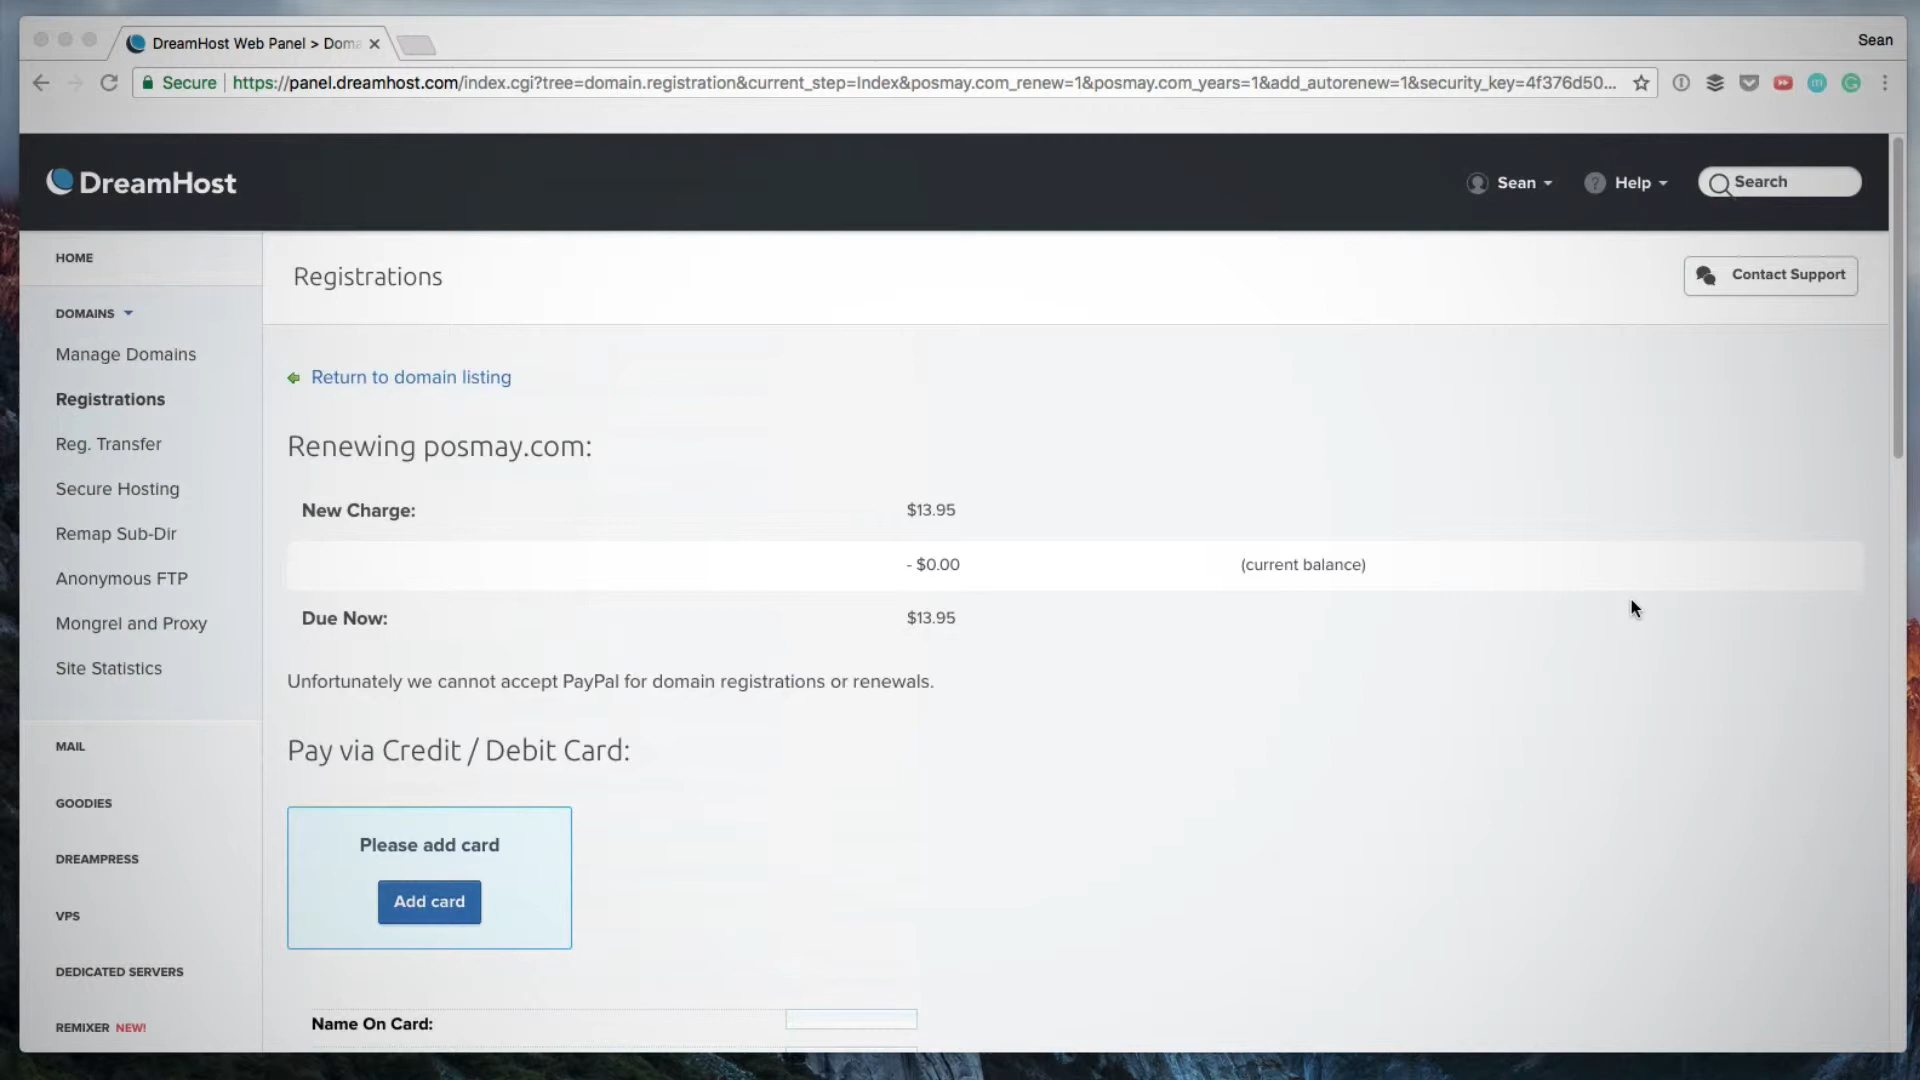 DreamHost Web Panel > Doma
Sean
Secure
https://panel.dreamhost.com/index.cgi?tree=domain.registration&current_step=Index&posmay.com_renew=1&posmay.com_years=1&add_autorenew=1&security_key=4f376d50...
DreamHost
Sean
Help
Search
HOME
DOMAINS
Manage Domains
Registrations
Reg. Transfer
Secure Hosting
Remap Sub-Dir
Anonymous FTP
Mongrel and Proxy
Site Statistics
MAIL
GOODIES
DREAMPRESS
VPS
DEDICATED SERVERS
REMIXER NEW!
Registrations
Contact Support
Return to domain listing
Renewing posmay.com:
New Charge: $13.95
- $0.00 (current balance)
Due Now: $13.95
Unfortunately we cannot accept PayPal for domain registrations or renewals.
Pay via Credit / Debit Card:
Please add card
Add card
Name On Card: